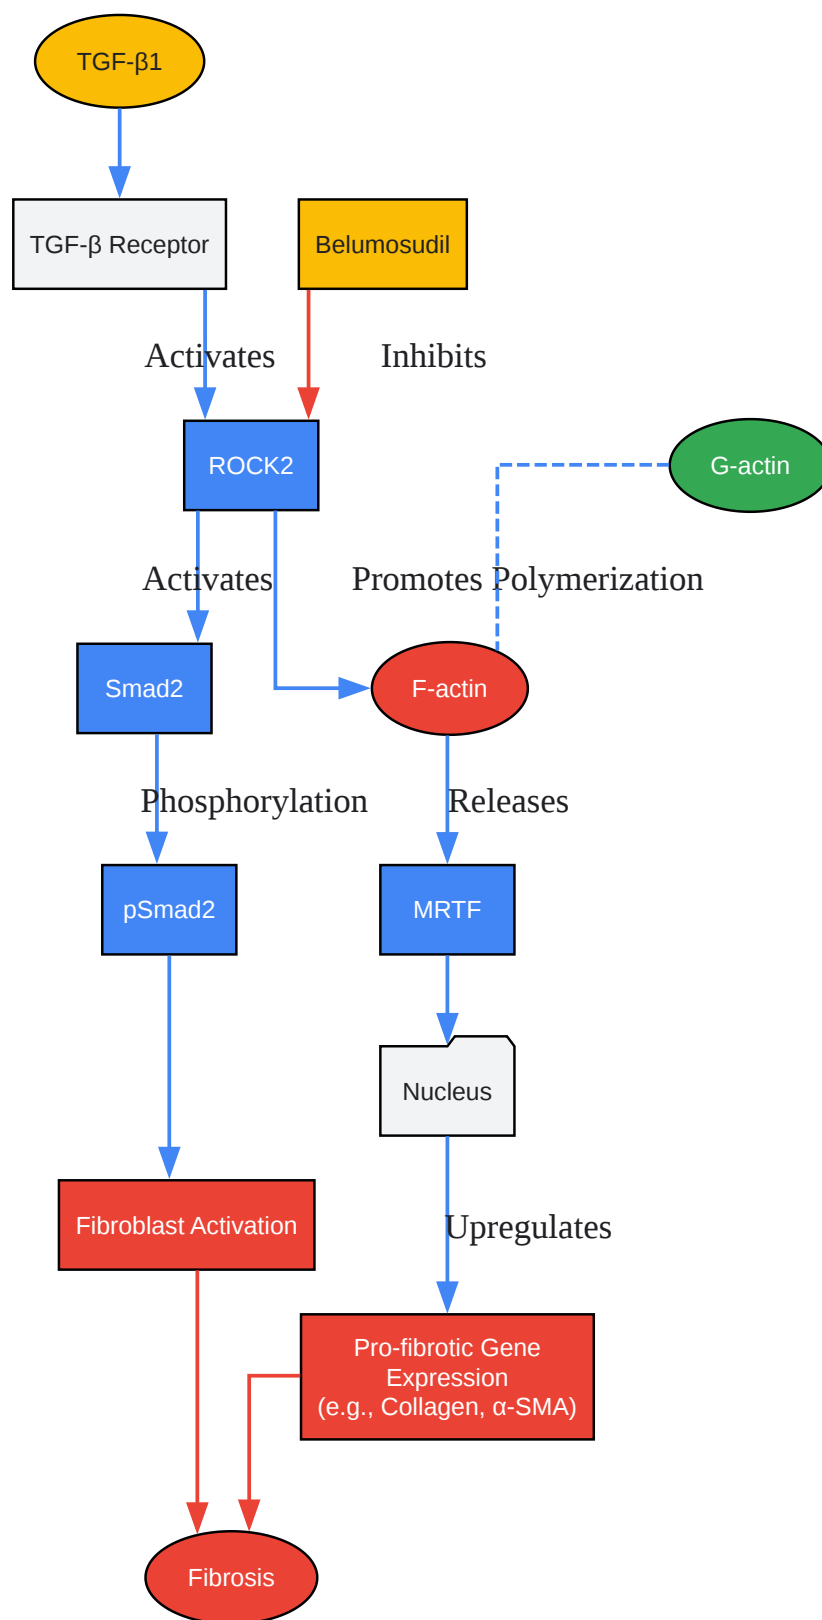 TGF-β1
TGF-β Receptor
Belumosudil
Activates
Inhibits
ROCK2
G-actin
Activates
Promotes Polymerization
Smad2
F-actin
Phosphorylation
Releases
pSmad2
MRTF
Nucleus
Fibroblast Activation
Upregulates
Pro-fibrotic Gene
Expression
(e.g., Collagen, α-SMA)
Fibrosis